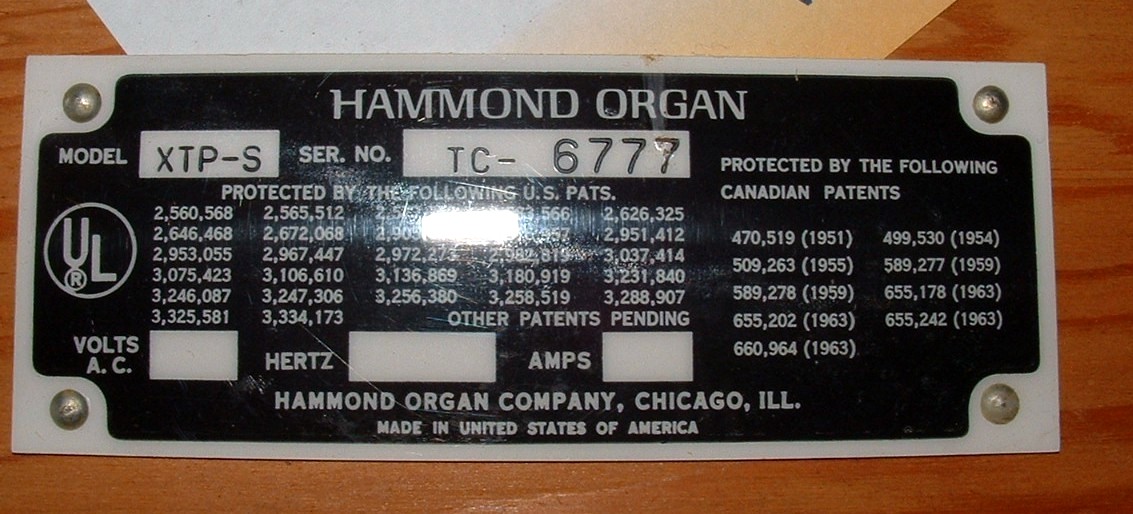 HAMMOND ORGAN
MODEL XTP-S SER. NO. TC- 6777
PROTECTED BY THE FOLLOWING U.S. PATS.
2,560,568 2,565,512 2,626,325
2,646,468 2,672,068 2,951,412
2,953,055 2,967,447 2,972,273 3,037,414
3,075,423 3,106,610 3,136,869 3,180,919 3,231,840
3,246,087 3,247,306 3,256,380 3,258,519 3,288,907
3,325,581 3,334,173 OTHER PATENTS PENDING
UL
®
VOLTS A.C. HERTZ AMPS
PROTECTED BY THE FOLLOWING
CANADIAN PATENTS
470,519 (1951) 499,530 (1954)
509,263 (1955) 589,277 (1959)
589,278 (1959) 655,178 (1963)
655,202 (1963) 655,242 (1963)
660,964 (1963)
HAMMOND ORGAN COMPANY, CHICAGO, ILL.
MADE IN UNITED STATES OF AMERICA